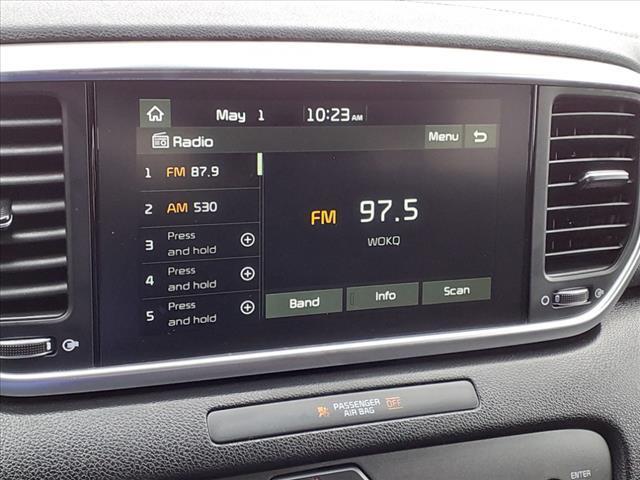 May 1 10:23 AM
Radio Menu
1 FM 87.9
2 AM 530
3 Press and hold
4 Press and hold
5 Press and hold
FM 97.5
WOKQ
Band Info Scan
PASSENGER
AIR BAG OFF
ENTER